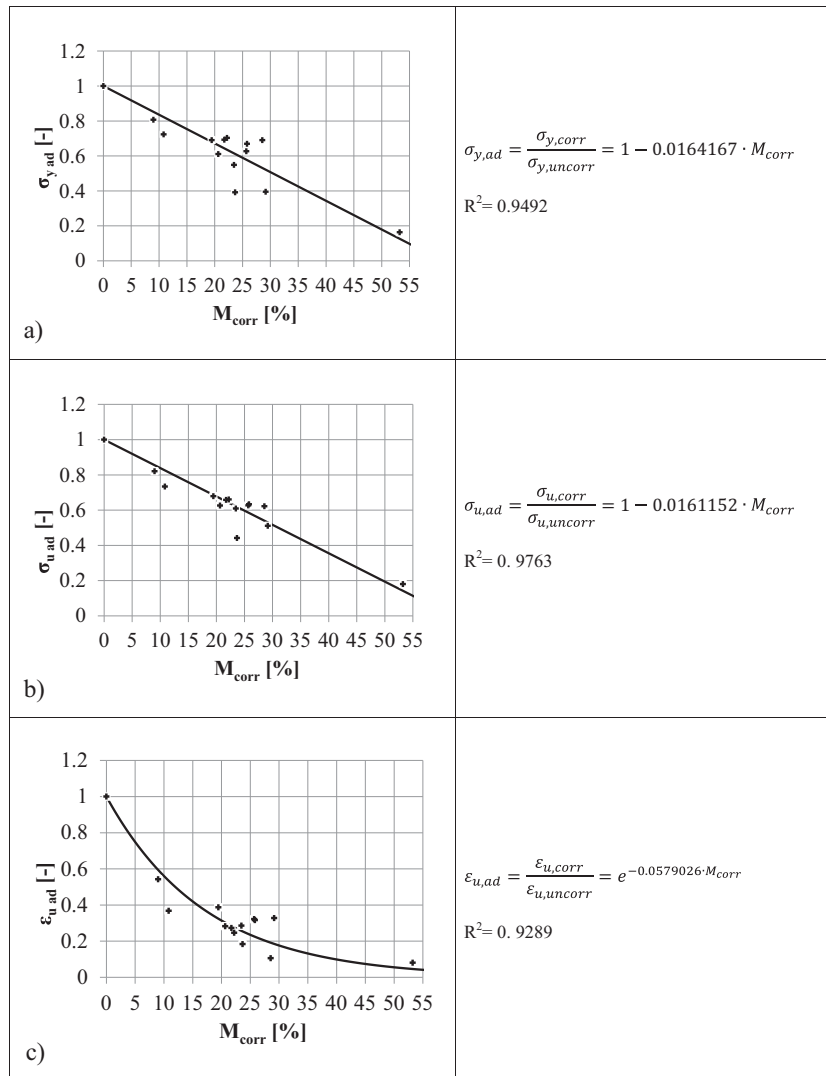 1.2
1
0.8
0.6
0.4
0.2
0
σy ad [-]
0 5 10 15 20 25 30 35 40 45 50 55
Mcorr [%]
a)
σy,ad = σy,corr / σy,uncorr = 1 − 0.0164167 · Mcorr
R²= 0.9492
1.2
1
0.8
0.6
0.4
0.2
0
σu ad [-]
0 5 10 15 20 25 30 35 40 45 50 55
Mcorr [%]
b)
σu,ad = σu,corr / σu,uncorr = 1 − 0.0161152 · Mcorr
R²= 0. 9763
1.2
1
0.8
0.6
0.4
0.2
0
εu ad [-]
0 5 10 15 20 25 30 35 40 45 50 55
Mcorr [%]
c)
εu,ad = εu,corr / εu,uncorr = e^−0.0579026·Mcorr
R²= 0. 9289